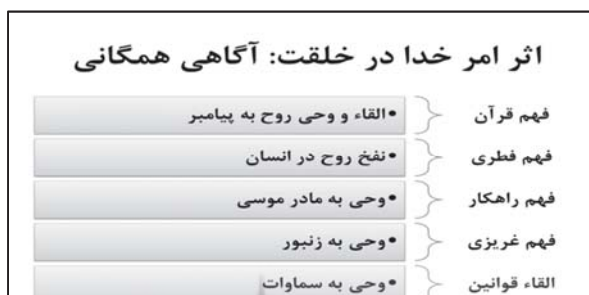 اثر امر خدا در خلقت: آگاهی همگانی
فهم قرآن •القاء و وحی روح به پیامبر
فهم فطری •نفخ روح در انسان
فهم راهکار •وحی به مادر موسی
فهم غریزی •وحی به زنبور
القاء قوانین •وحی به سماوات